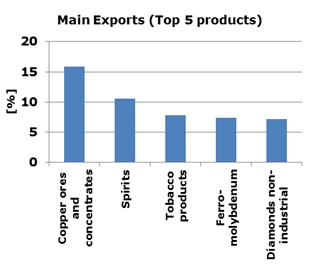 Main Exports (Top 5 products)
[%]
20
15
10
5
0
Copper ores
and
concentrates
Spirits
Tobacco
products
Ferro-
molybdenum
Diamonds non-
industrial